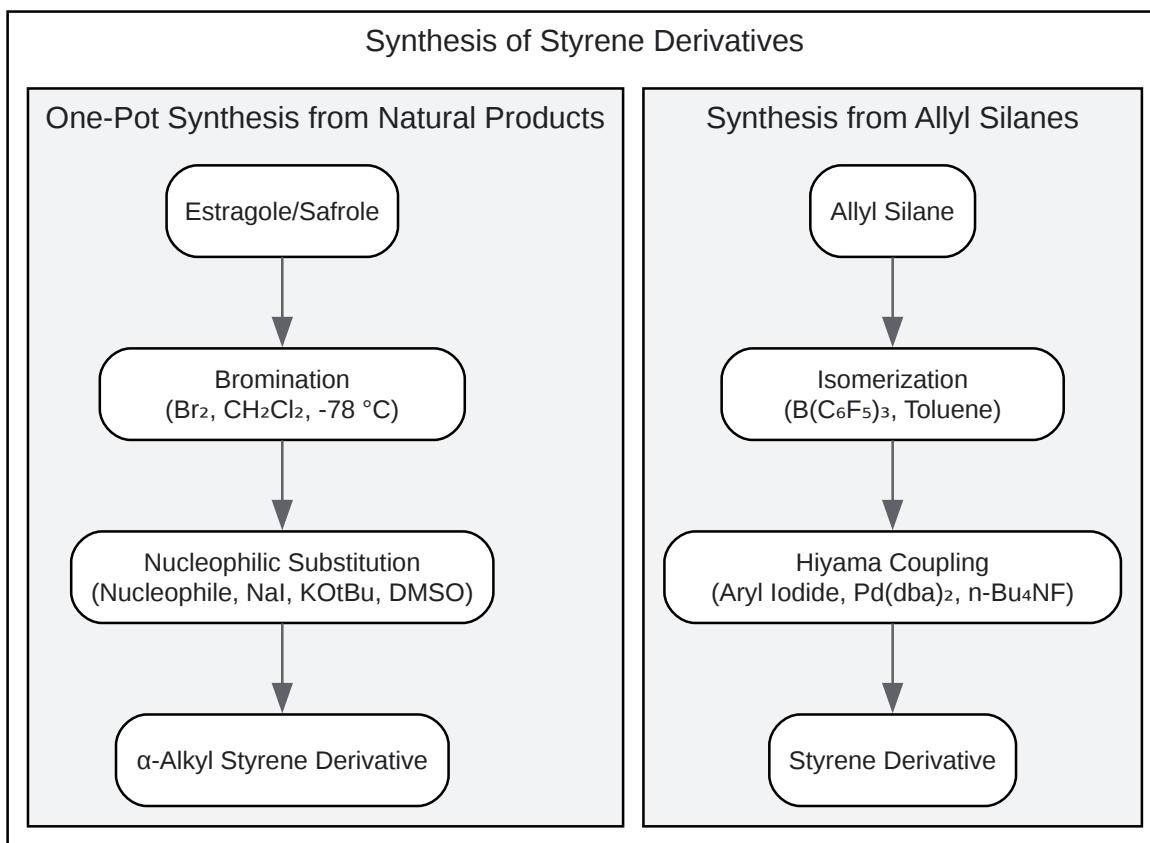 Synthesis of Styrene Derivatives
One-Pot Synthesis from Natural Products
Estragole/Safrole
Bromination
(Br₂, CH₂Cl₂, -78 °C)
Nucleophilic Substitution
(Nucleophile, NaI, KOtBu, DMSO)
α-Alkyl Styrene Derivative
Synthesis from Allyl Silanes
Allyl Silane
Isomerization
(B(C₆F₅)₃, Toluene)
Hiyama Coupling
(Aryl Iodide, Pd(dba)₂, n-Bu₄NF)
Styrene Derivative